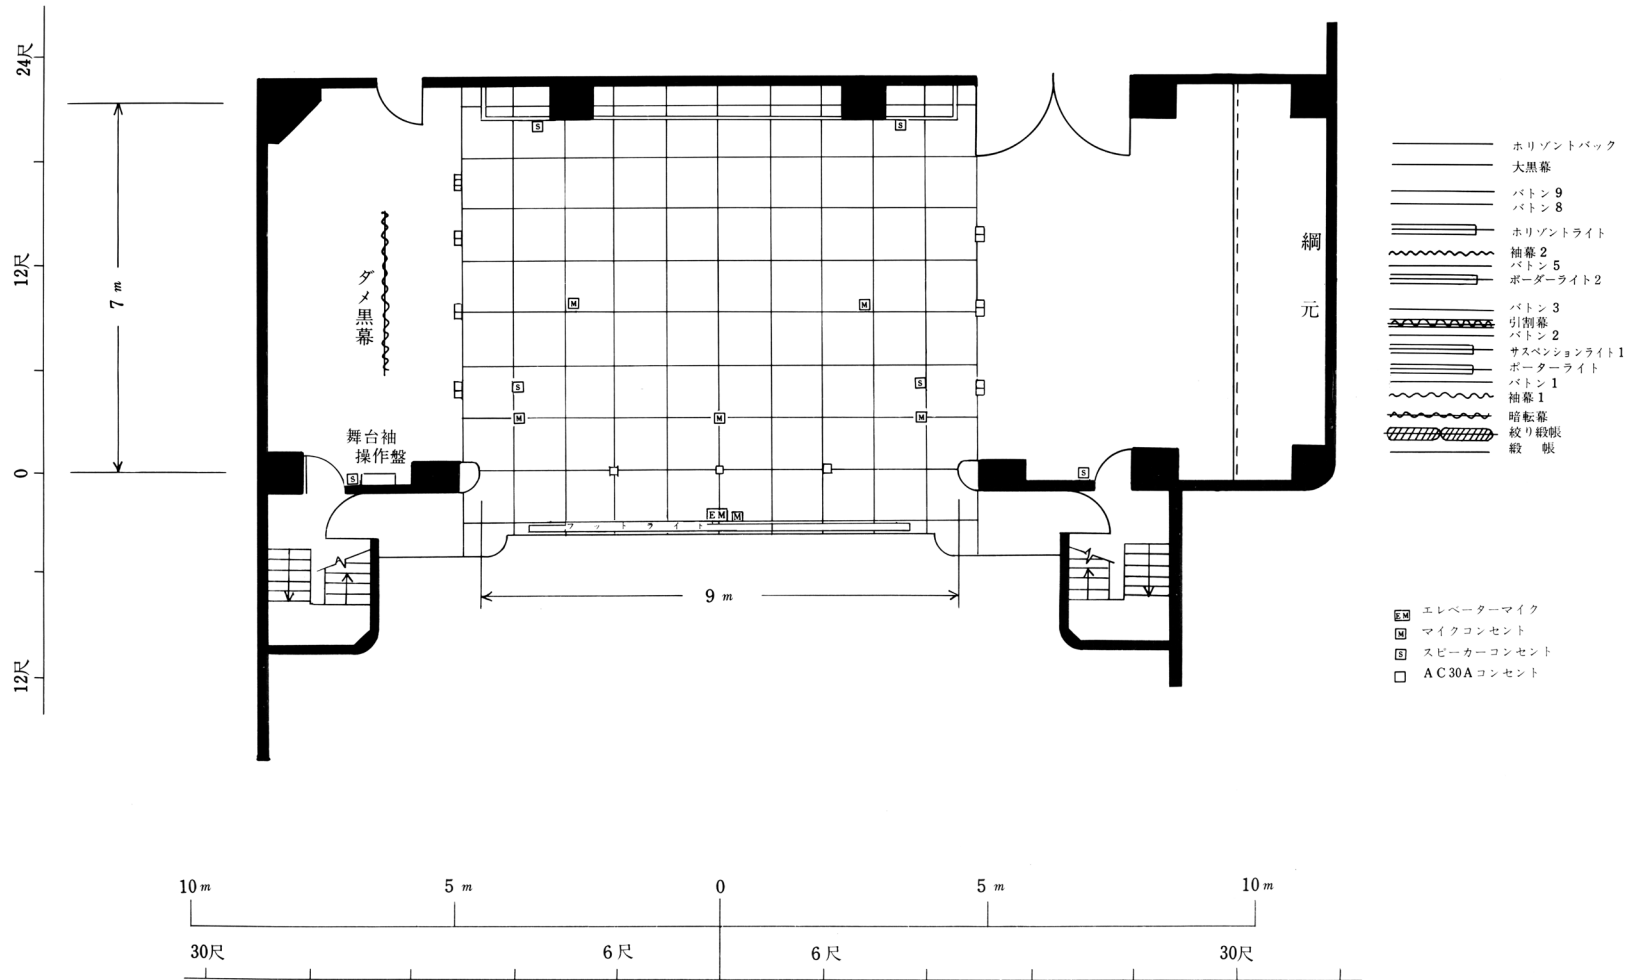 24尺
12尺
0
12尺
7m
ダメ黒幕
舞台袖
操作盤
S
S
M
M
S
S
M
M
M
S
S
EM
M
フットライト
9m
綱元
ホリゾントバック
大黒幕
バトン9
バトン8
ホリゾントライト
袖幕2
バトン5
ボーダーライト2
バトン3
引割幕
バトン2
サスペンションライト1
ボーターライト
バトン1
袖幕1
暗転幕
絞り緞帳
緞 帳
EM エレベーターマイク
M マイクコンセント
S スピーカーコンセント
AC30Aコンセント
10m 5m 0 5m 10m
30尺 6尺 6尺 30尺